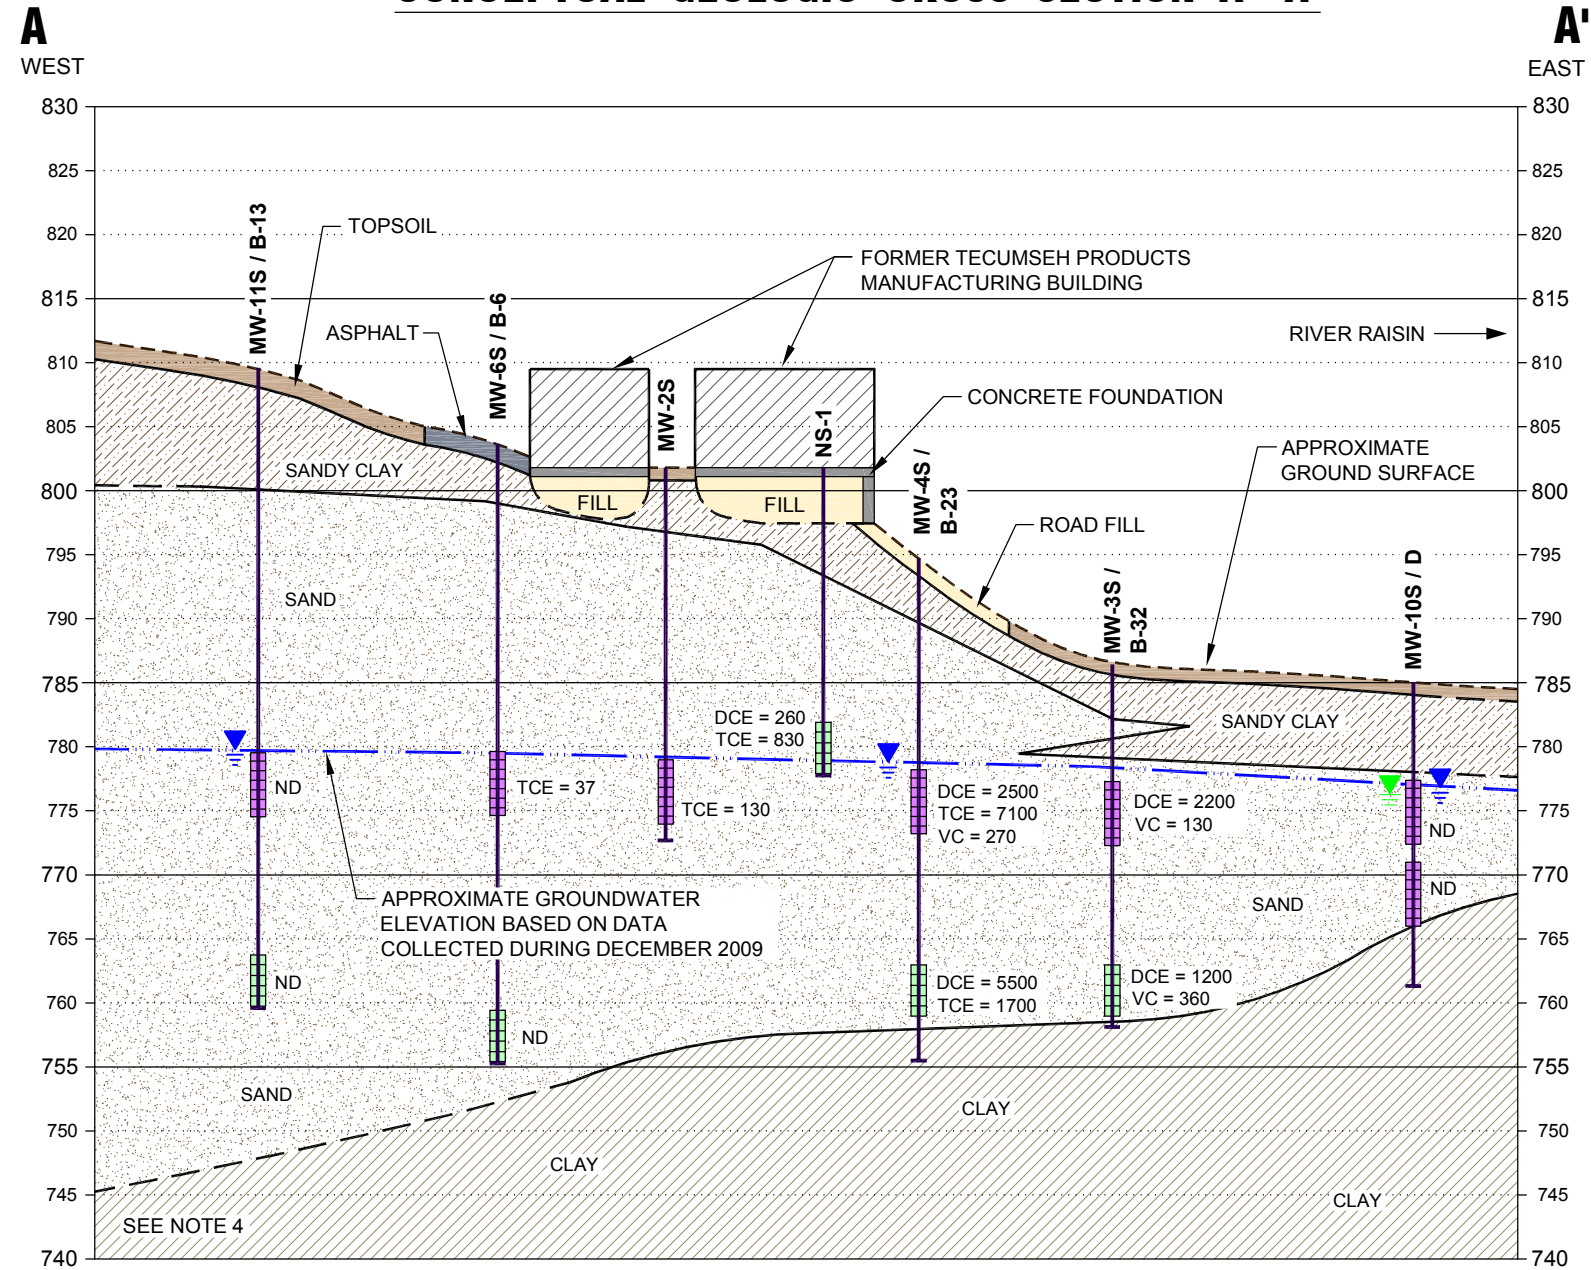 CONCEPTUAL GEOLOGIC CROSS SECTION A - A'
A
A'
WEST
EAST
830
830
825
825
820
820
815
815
810
810
805
805
800
800
795
795
790
790
785
785
780
780
775
775
770
770
765
765
760
760
755
755
750
750
745
745
740
740
MW-11S / B-13
TOPSOIL
ASPHALT
MW-6S / B-6
FORMER TECUMSEH PRODUCTS
MANUFACTURING BUILDING
RIVER RAISIN
MW-2S
NS-1
CONCRETE FOUNDATION
MW-4S /
B-23
APPROXIMATE
GROUND SURFACE
ROAD FILL
MW-3S /
B-32
MW-10S / D
SANDY CLAY
FILL
FILL
SAND
SANDY CLAY
DCE = 260
TCE = 830
ND
TCE = 37
TCE = 130
DCE = 2500
TCE = 7100
VC = 270
DCE = 2200
VC = 130
ND
ND
APPROXIMATE GROUNDWATER
ELEVATION BASED ON DATA
COLLECTED DURING DECEMBER 2009
SAND
ND
ND
DCE = 5500
TCE = 1700
DCE = 1200
VC = 360
SAND
CLAY
CLAY
CLAY
SEE NOTE 4